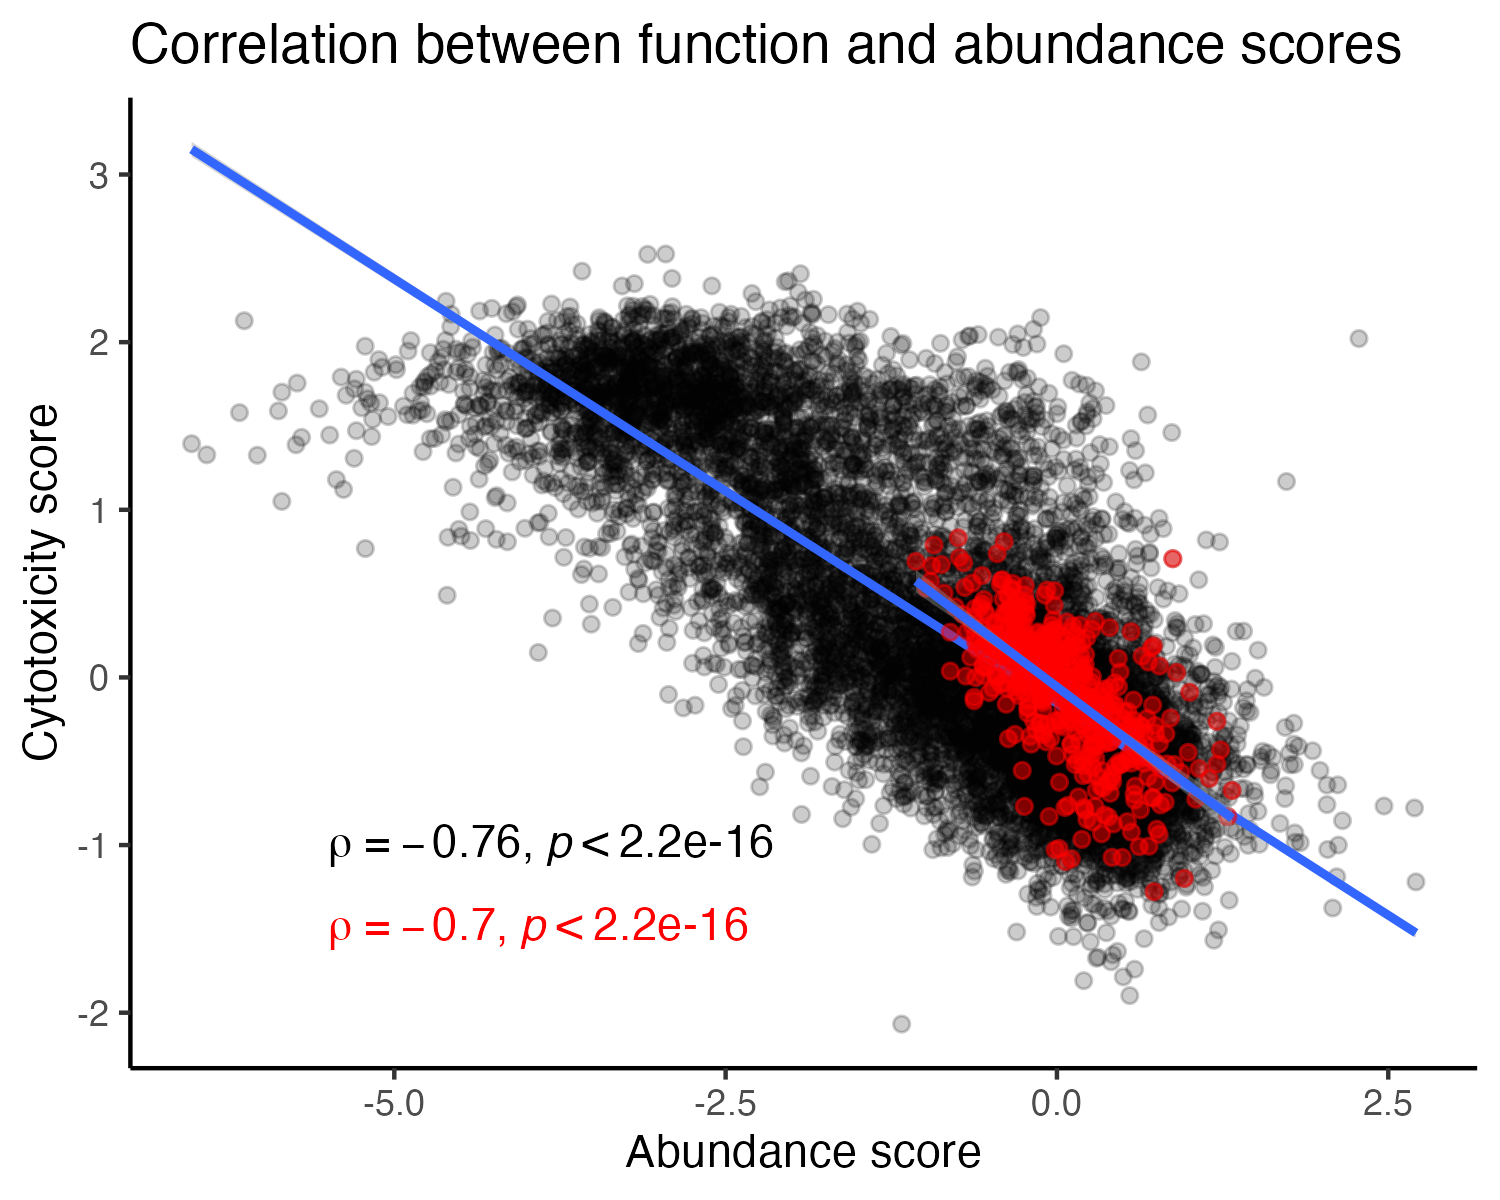 Correlation between function and abundance scores
Cytotoxicity score
3
2
1
0
-1
-2
ρ = − 0.76, p < 2.2e-16
ρ = − 0.7, p < 2.2e-16
-5.0 -2.5 0.0 2.5
Abundance score